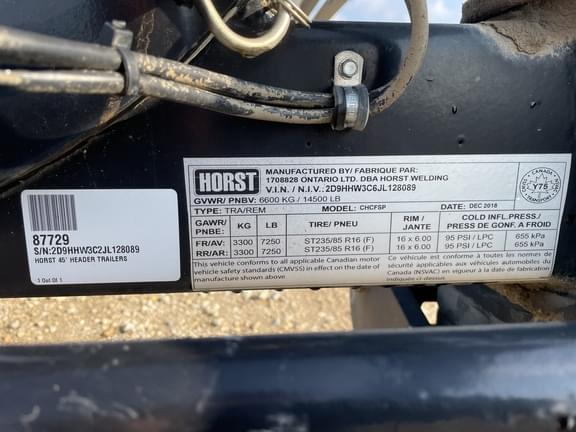 HORST
MANUFACTURED BY/ FABRIQUE PAR:
1708828 ONTARIO LTD. DBA HORST WELDING
V.I.N. / N.I.V.: 2D9HHW3C6JL128089
GVWR/ PNBV: 6600 KG / 14500 LB
TYPE: TRA/REM MODEL: CHCFSP DATE: DEC 2018
GAWR/ PNBE: KG LB TIRE/ PNEU RIM / JANTE COLD INFL.PRESS./ PRESS DE GONF. A FROID
FR/AV: 3300 7250 ST235/85 R16 (F) 16 x 6.00 95 PSI / LPC 655 kPa
RR/AR: 3300 7250 ST235/85 R16 (F) 16 x 6.00 95 PSI / LPC 655 kPa
This vehicle conforms to all applicable Canadian motor
vehicle safety standards (CMVSS) in effect on the date of
manufacture shown above
Ce véhicule est conforme à toutes les normes de
sécurité applicables aux véhicules automobiles du
Canada (NSVAC) en vigueur à la date de fabrication
indiquée ci-dessus
CANADA
Y75
TRANSPORT
87729
S/N:2D9HHW3C2JL128089
HORST 45' HEADER TRAILERS
1 Of 1